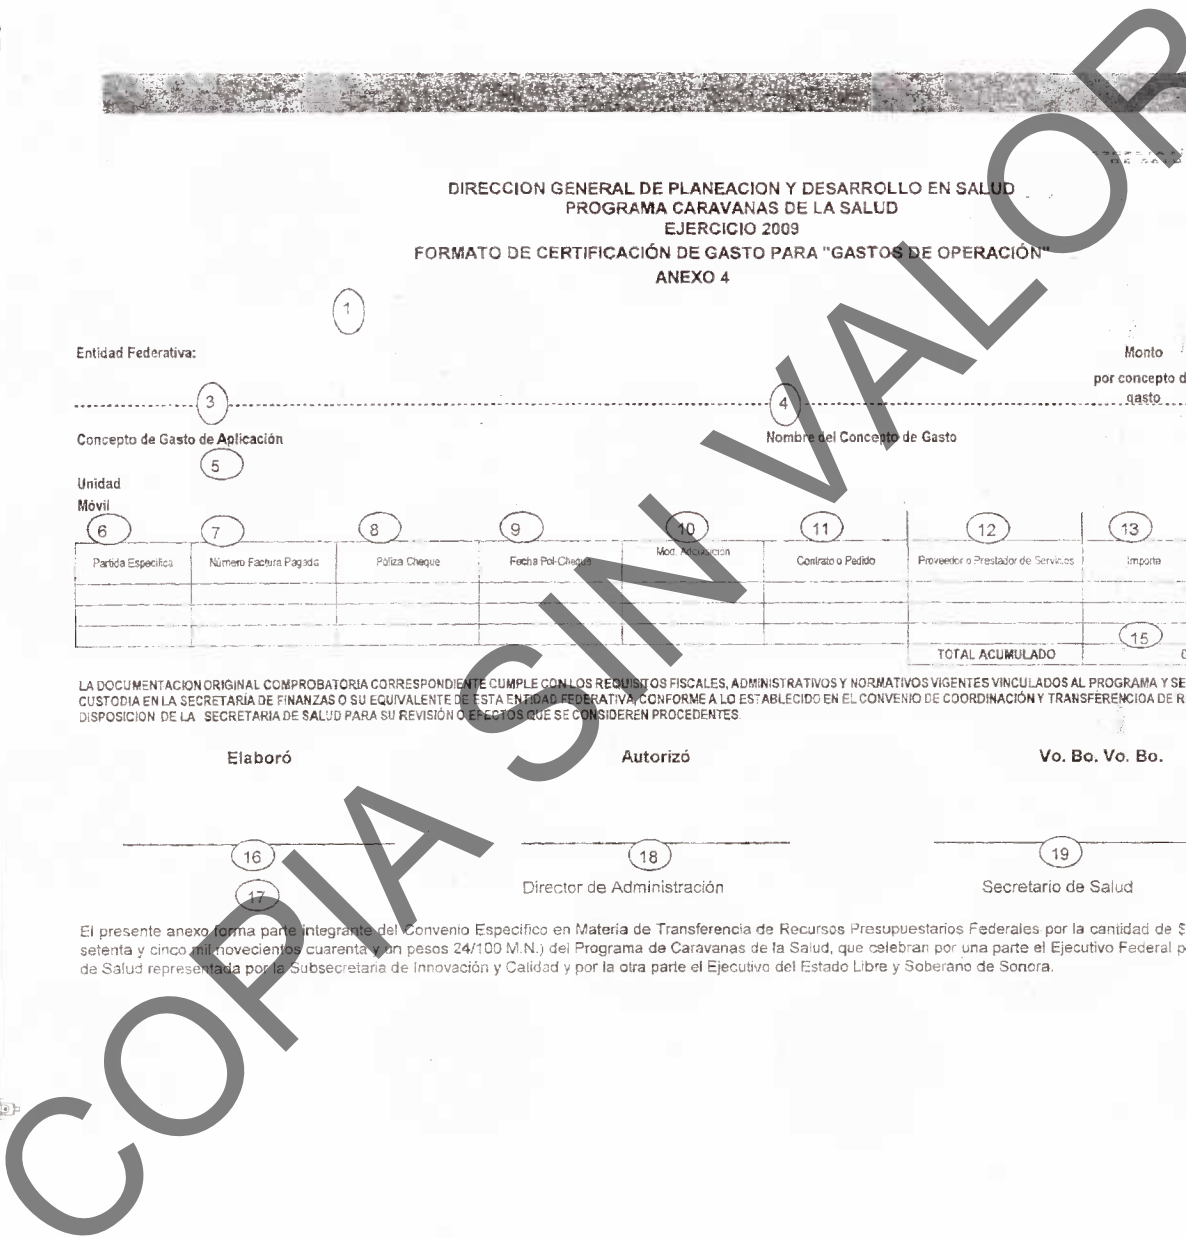 DIRECCION GENERAL DE PLANEACION Y DESARROLLO EN SALUD
PROGRAMA CARAVANAS DE LA SALUD
EJERCICIO 2009
FORMATO DE CERTIFICACIÓN DE GASTO PARA "GASTOS DE OPERACIÓN"
ANEXO 4
1
Entidad Federativa:
Monto
por concepto d
gasto
3
4
Concepto de Gasto de Aplicación
Nombre del Concepto de Gasto
5
Unidad
Móvil
6 7 8 9 10 11 12 13
Partida Especifica Número Factura Pagada Póliza Cheque Fecha Pol-Cheque Mod. Adquisición Contrato o Pedido Proveedor o Prestador de Servicios Importe
15
TOTAL ACUMULADO
LA DOCUMENTACION ORIGINAL COMPROBATORIA CORRESPONDIENTE CUMPLE CON LOS REQUISITOS FISCALES, ADMINISTRATIVOS Y NORMATIVOS VIGENTES VINCULADOS AL PROGRAMA Y SE
CUSTODIA EN LA SECRETARÍA DE FINANZAS O SU EQUIVALENTE DE ESTA ENTIDAD FEDERATIVA, CONFORME A LO ESTABLECIDO EN EL CONVENIO DE COORDINACIÓN Y TRANSFERENCIOA DE R
DISPOSICION DE LA SECRETARIA DE SALUD PARA SU REVISIÓN O EFECTOS QUE SE CONSIDEREN PROCEDENTES.
Elaboró Autorizó Vo. Bo. Vo. Bo.
16 18 19
17
Director de Administración Secretario de Salud
El presente anexo forma parte integrante del Convenio Especifico en Materia de Transferencia de Recursos Presupuestarios Federales por la cantidad de $
setenta y cinco mil novecientos cuarenta y un pesos 24/100 M.N.) del Programa de Caravanas de la Salud, que celebran por una parte el Ejecutivo Federal p
de Salud representada por la Subsecretaria de Innovación y Calidad y por la otra parte el Ejecutivo del Estado Libre y Soberano de Sonora.
COPIA SIN VALOR